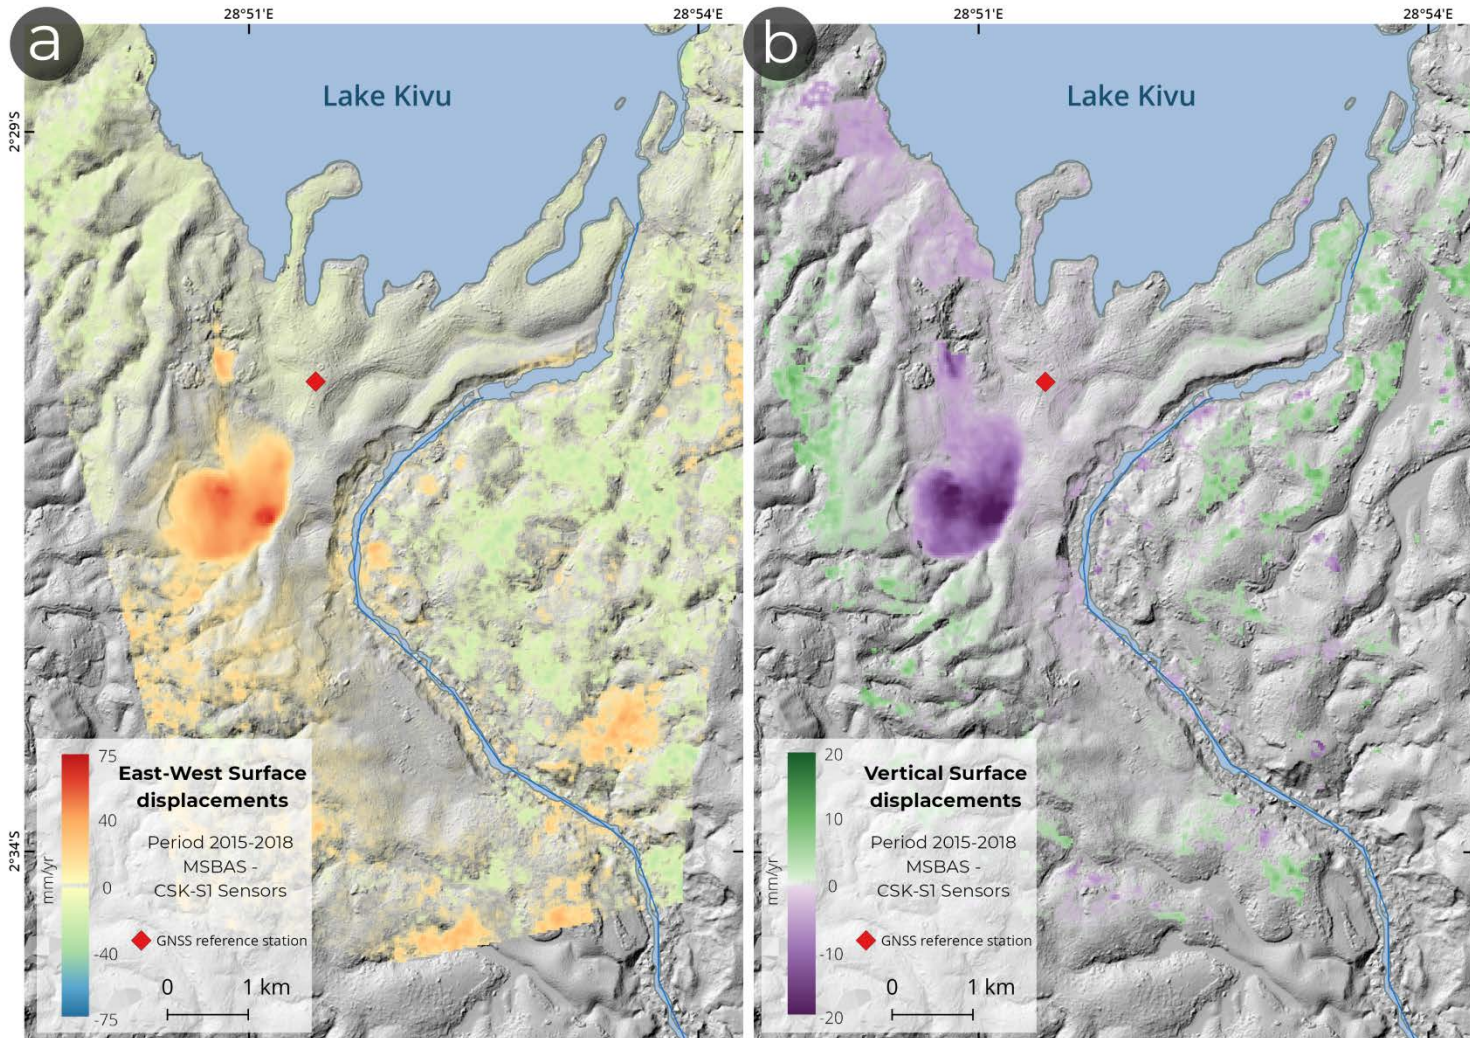 a
28°51'E
28°54'E
2°29'S
Lake Kivu
75
East-West Surface
displacements
40
Period 2015-2018
MSBAS -
CSK-S1 Sensors
0
mm/yr
-40
GNSS reference station
-75
0
1 km
2°34'S
b
28°51'E
28°54'E
Lake Kivu
20
Vertical Surface
displacements
10
Period 2015-2018
MSBAS -
CSK-S1 Sensors
0
mm/yr
-10
GNSS reference station
-20
0
1 km